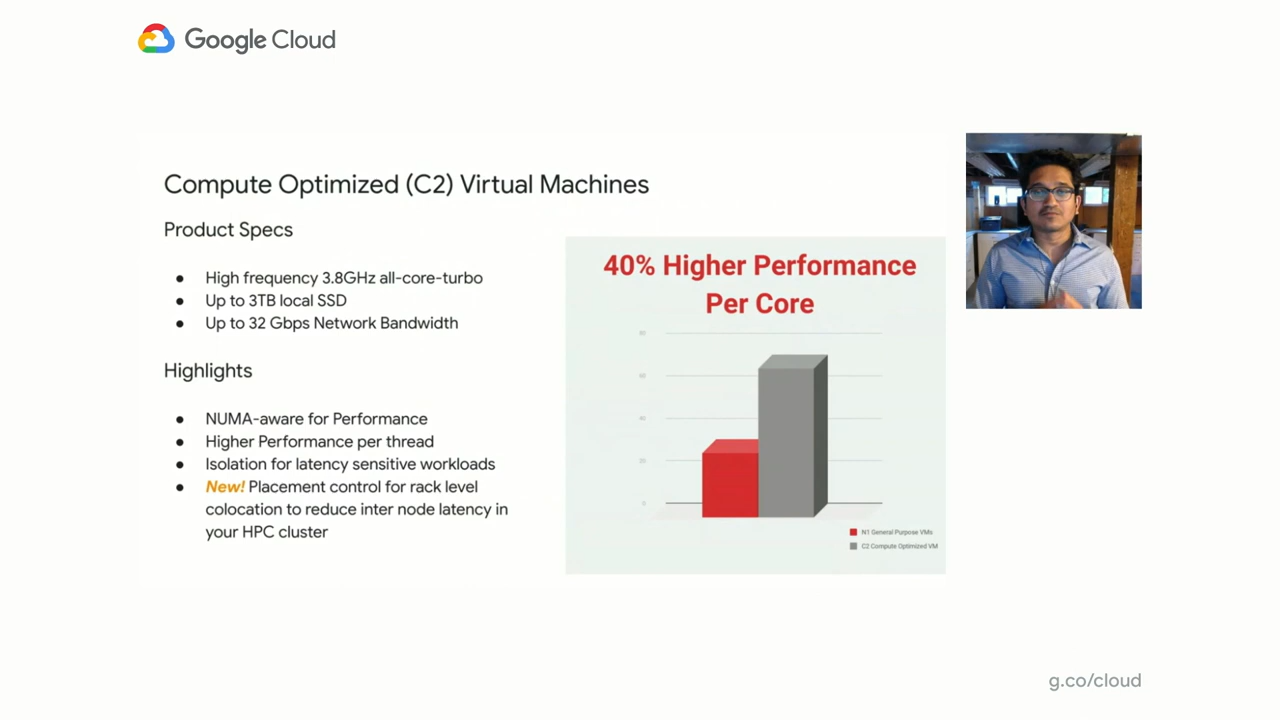 Google Cloud
Compute Optimized (C2) Virtual Machines
Product Specs
● High frequency 3.8GHz all-core-turbo
● Up to 3TB local SSD
● Up to 32 Gbps Network Bandwidth
Highlights
● NUMA-aware for Performance
● Higher Performance per thread
● Isolation for latency sensitive workloads
● New! Placement control for rack level
colocation to reduce inter node latency in
your HPC cluster
40% Higher Performance
Per Core
60
40
0
N1 General Purpose VMs
C2 Compute Optimized VM
g.co/cloud